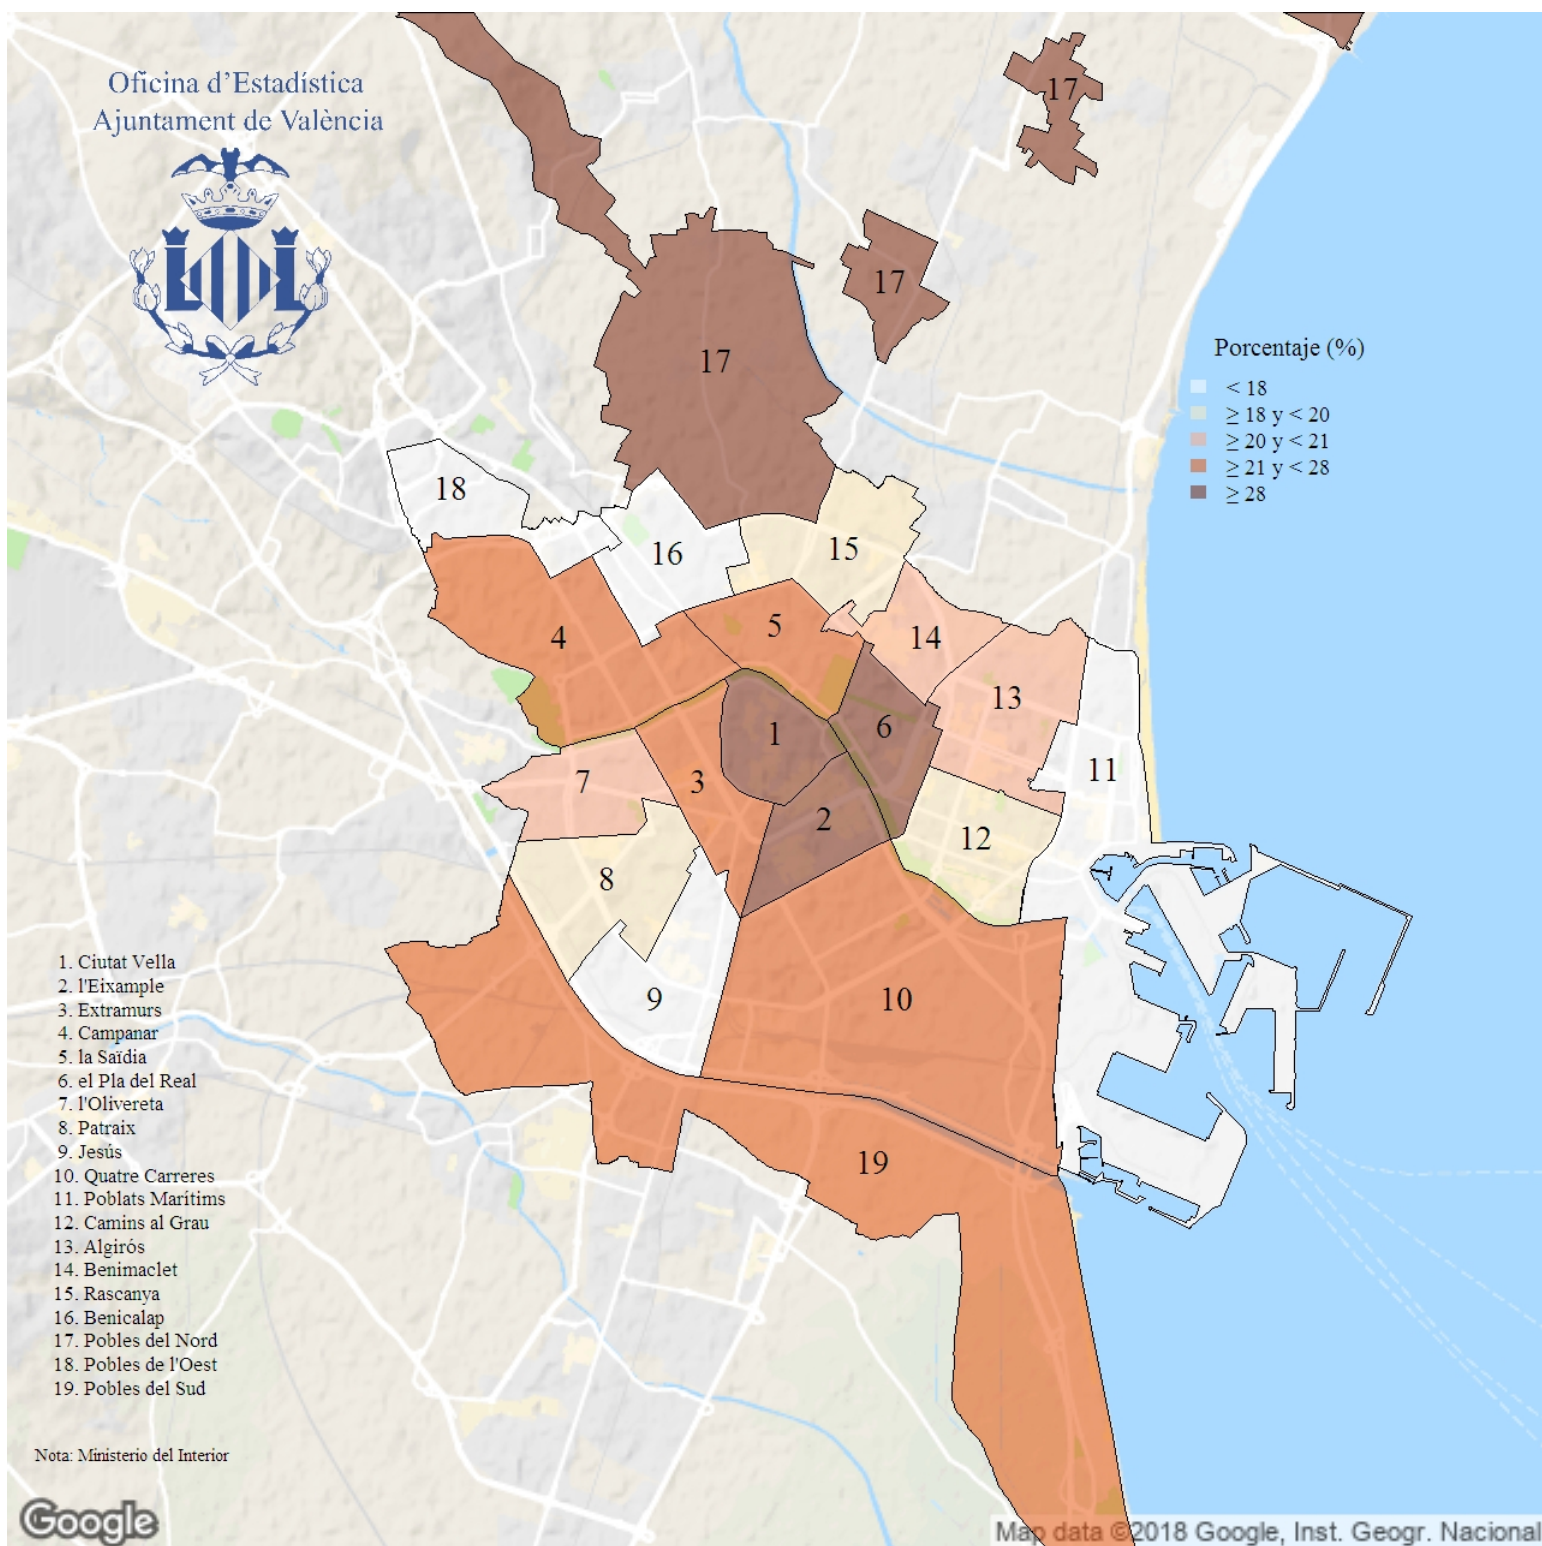 Oficina d'Estadística
Ajuntament de València
17
17
17
Porcentaje (%)
< 18
≥ 18 y < 20
≥ 20 y < 21
≥ 21 y < 28
≥ 28
18
16
15
4
5
14
13
1
6
7
3
11
2
12
8
9
10
19
1. Ciutat Vella
2. l'Eixample
3. Extramurs
4. Campanar
5. la Saïdia
6. el Pla del Real
7. l'Olivereta
8. Patraix
9. Jesús
10. Quatre Carreres
11. Poblats Marítims
12. Camins al Grau
13. Algirós
14. Benimaclet
15. Rascanya
16. Benicalap
17. Pobles del Nord
18. Pobles de l'Oest
19. Pobles del Sud
Nota: Ministerio del Interior
Google
Map data ©2018 Google, Inst. Geogr. Nacional